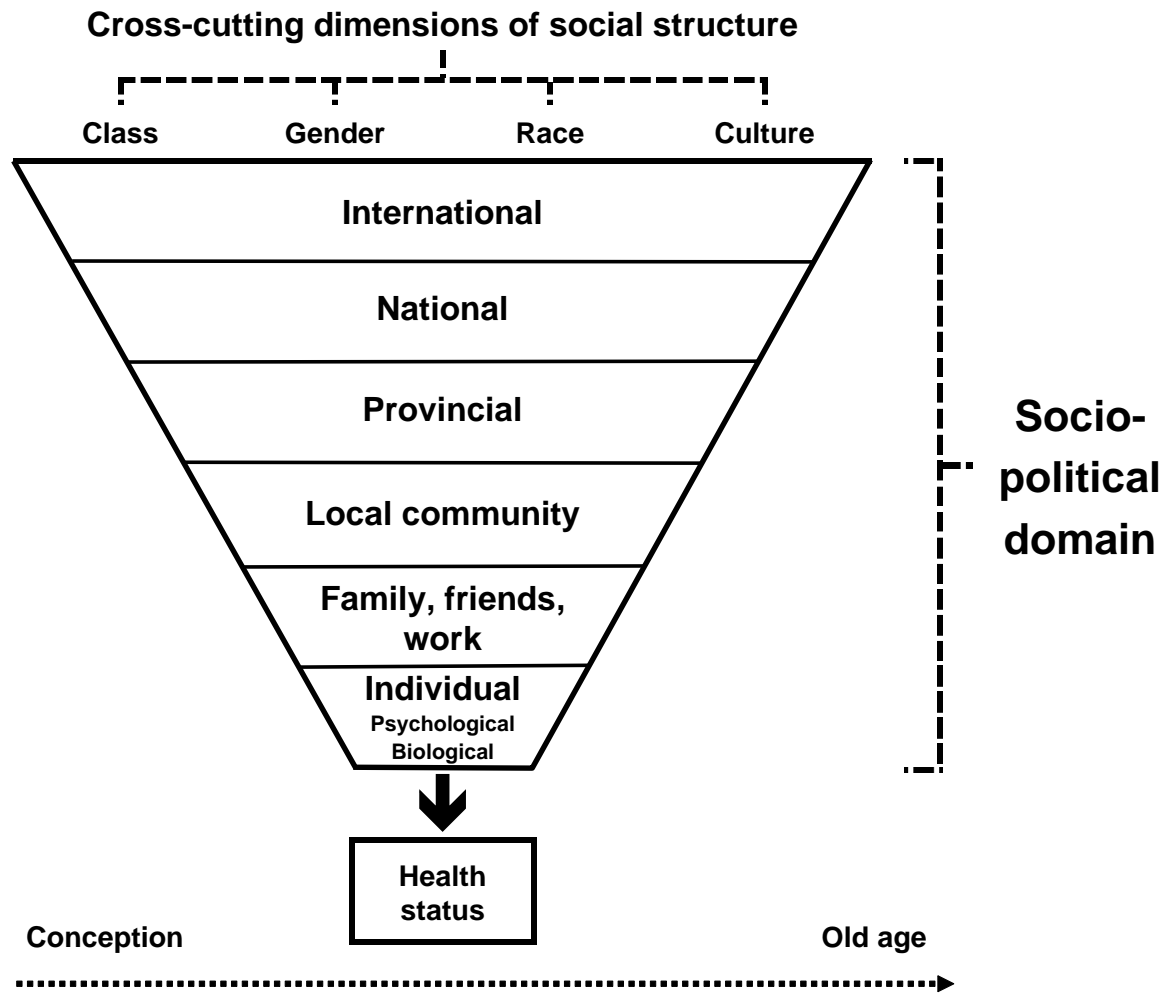 Cross-cutting dimensions of social structure
Class Gender Race Culture
International
National
Provincial
Local community
Family, friends,
work
Individual
Psychological
Biological
Socio-
political
domain
Health
status
Conception Old age